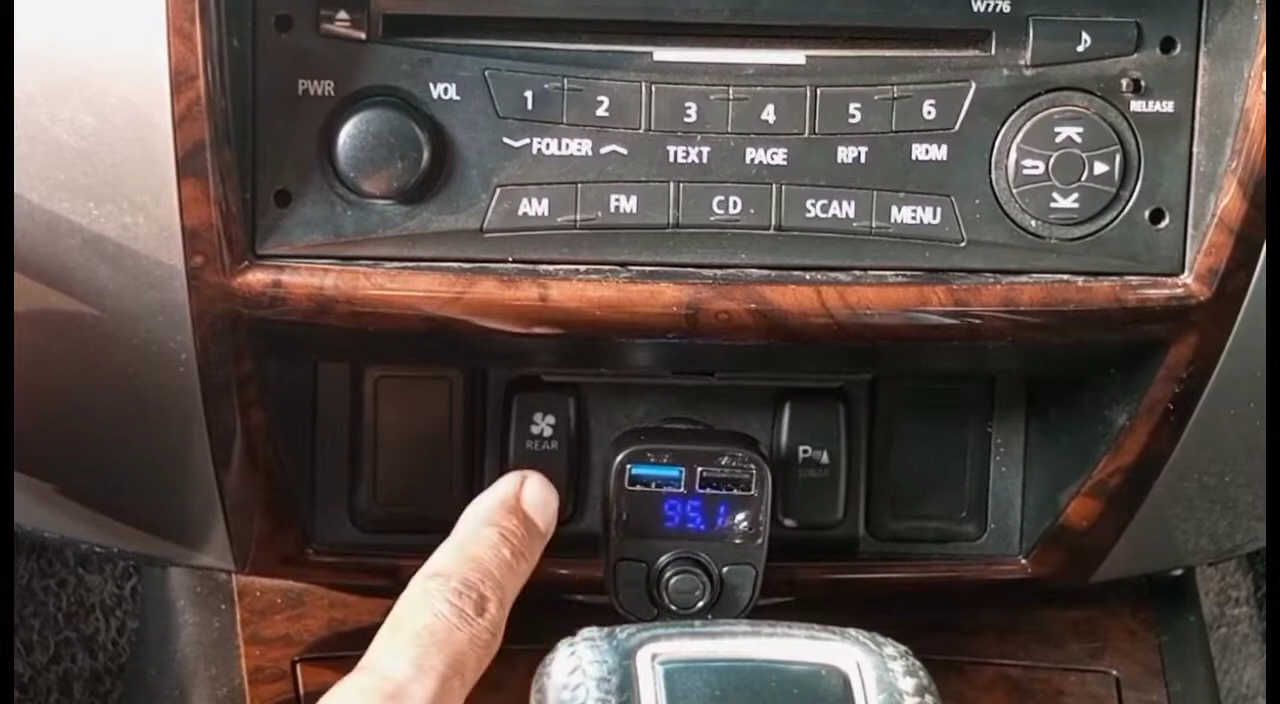 W776
PWR
VOL
1 2 3 4 5 6
RELEASE
FOLDER TEXT PAGE RPT RDM
AM FM CD SCAN MENU
REAR
P
95.1